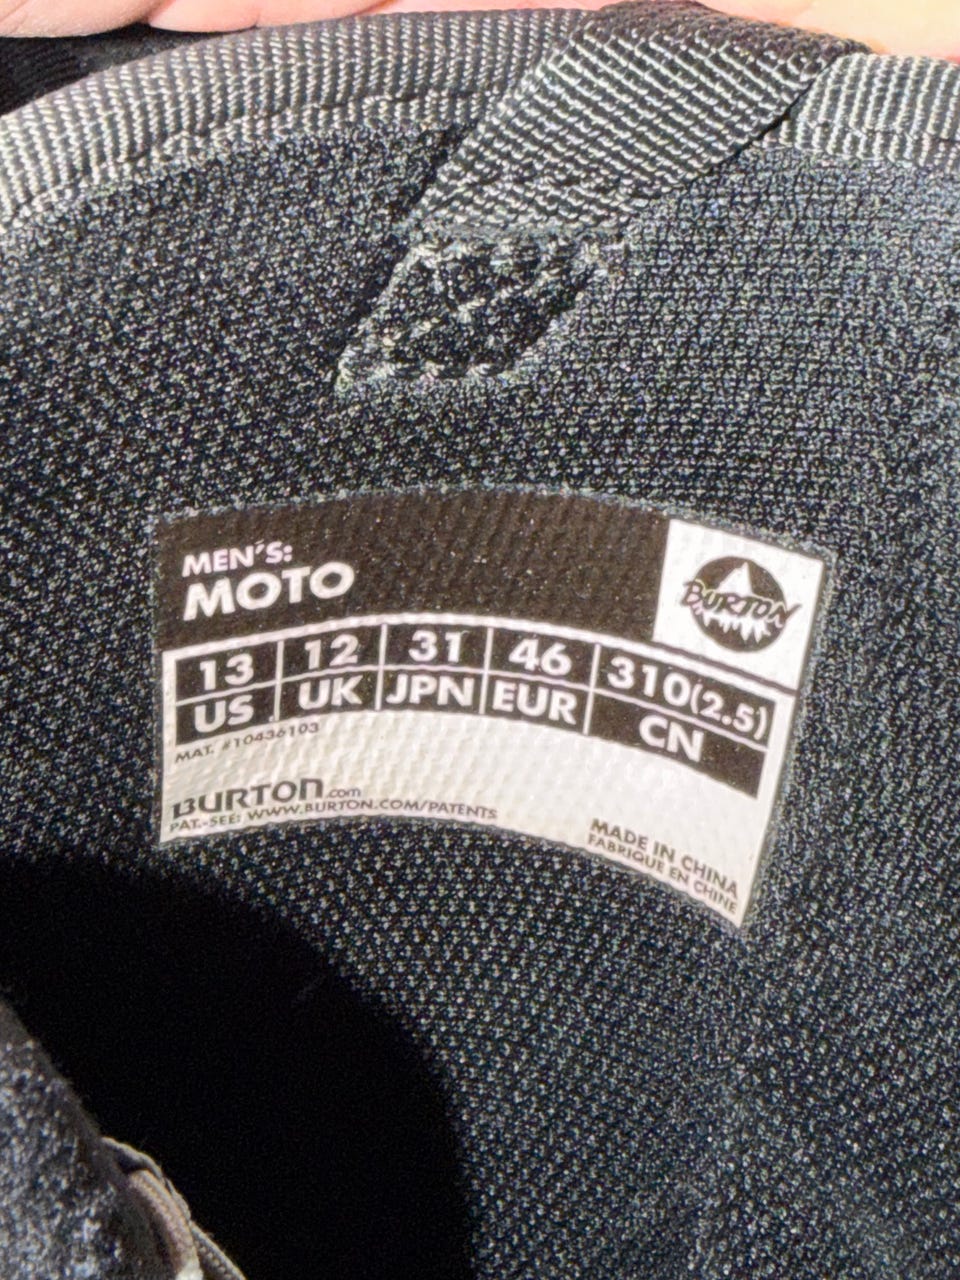 MEN'S:
MOTO
BURTON
13 12 31 46 310(2.5)
US UK JPN EUR CN
MAT. #10436103
BURTON.com
PAT.-SEE: WWW.BURTON.COM/PATENTS
MADE IN CHINA
FABRIQUE EN CHINE